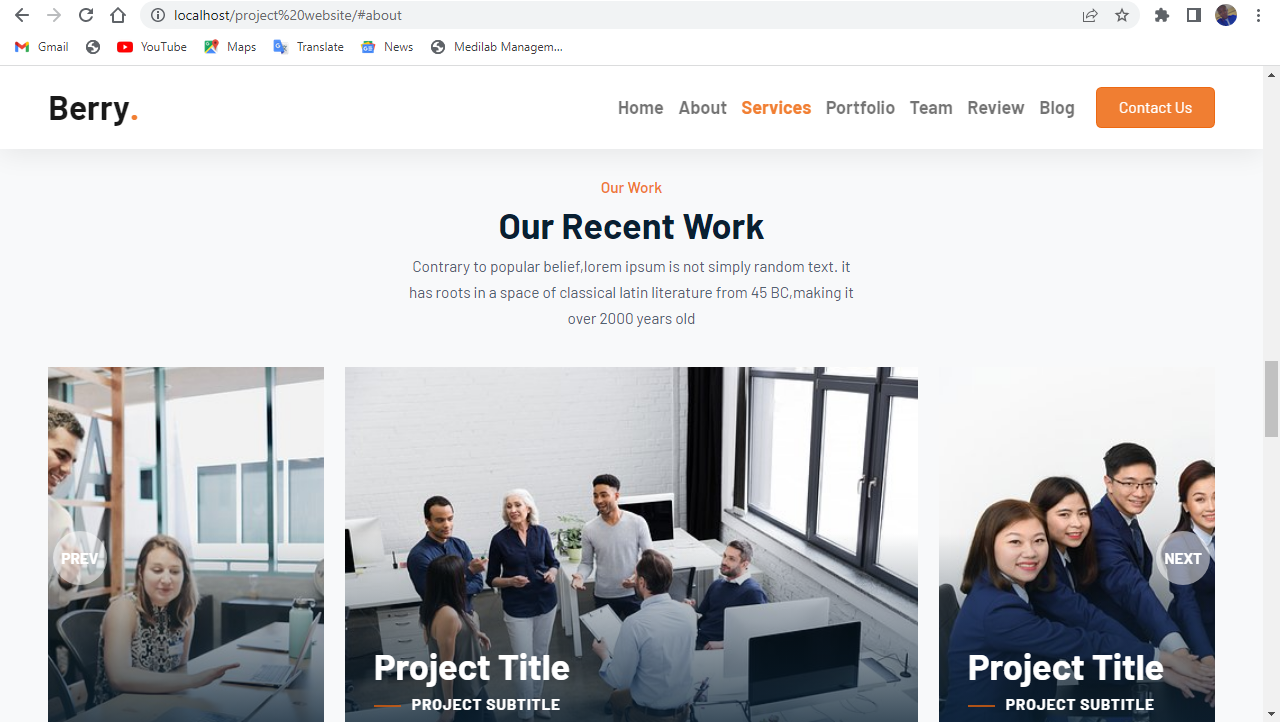 localhost/project%20website/#about
Gmail YouTube Maps Translate News Medilab Managem...
Berry. Home About Services Portfolio Team Review Blog Contact Us
Our Work
Our Recent Work
Contrary to popular belief,lorem ipsum is not simply random text. it
has roots in a space of classical latin literature from 45 BC,making it
over 2000 years old
PREV NEXT
Project Title Project Title
PROJECT SUBTITLE PROJECT SUBTITLE